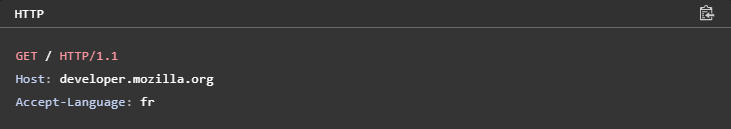 HTTP
GET / HTTP/1.1
Host: developer.mozilla.org
Accept-Language: fr